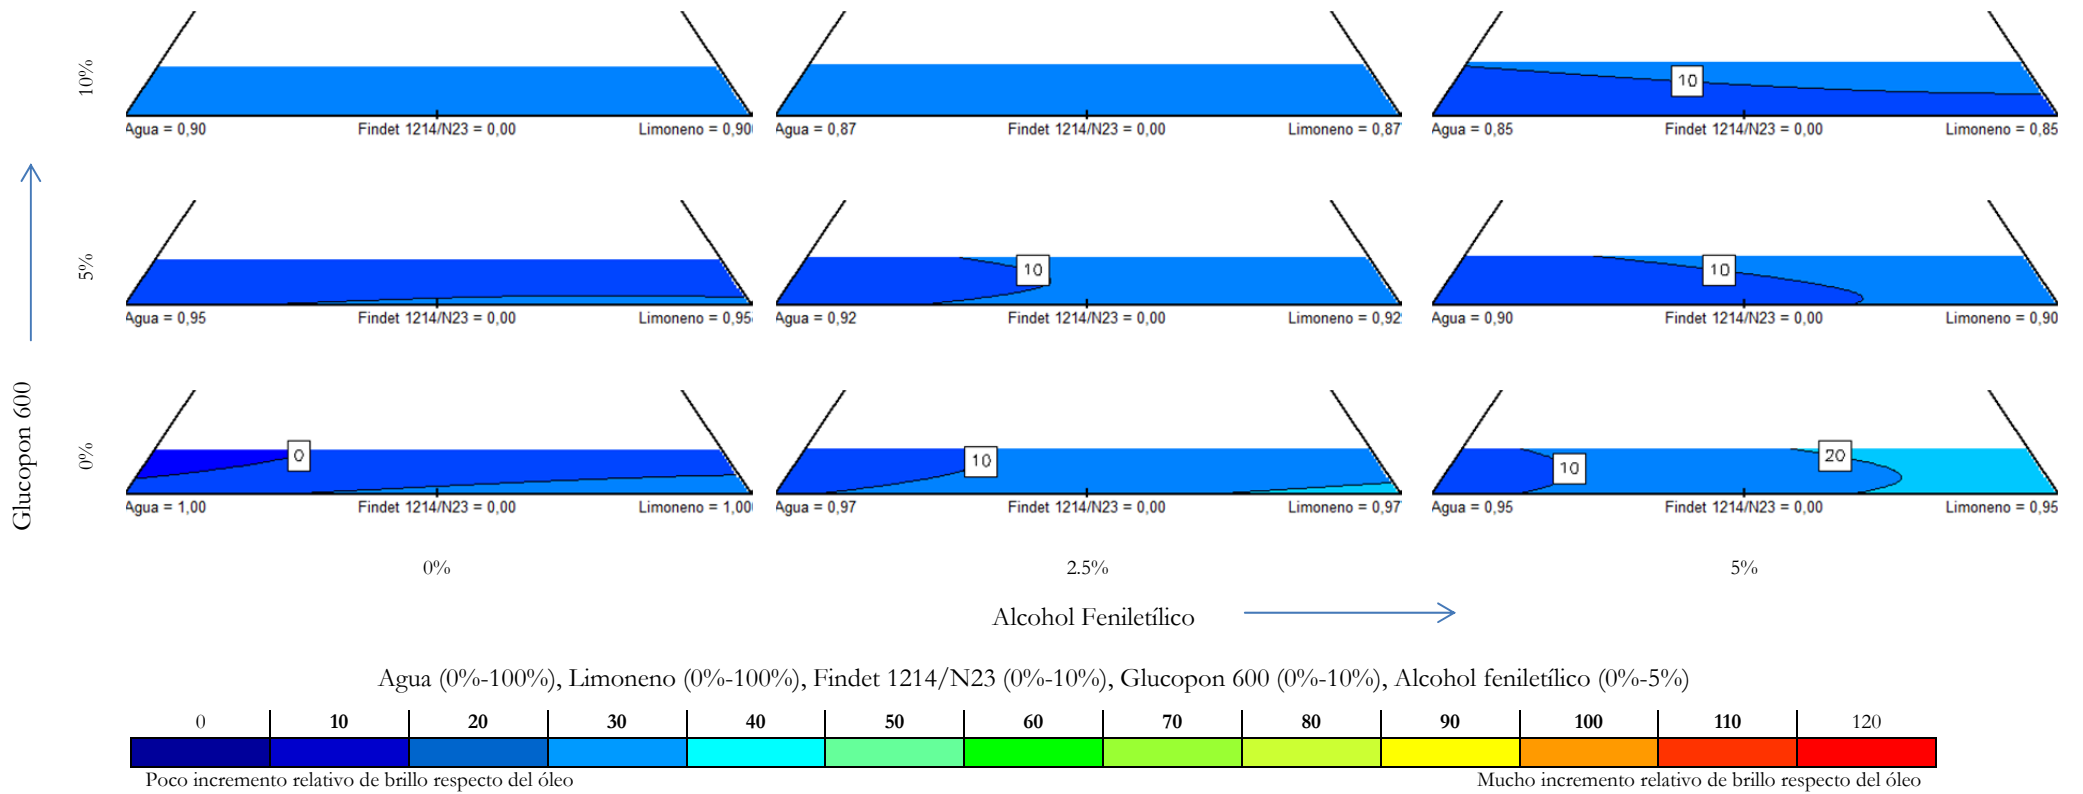 10%
10
Agua = 0,90 Findet 1214/N23 = 0,00 Limoneno = 0,90
Agua = 0,87 Findet 1214/N23 = 0,00 Limoneno = 0,87
Agua = 0,85 Findet 1214/N23 = 0,00 Limoneno = 0,85
5%
10
10
Agua = 0,95 Findet 1214/N23 = 0,00 Limoneno = 0,95
Agua = 0,92 Findet 1214/N23 = 0,00 Limoneno = 0,92
Agua = 0,90 Findet 1214/N23 = 0,00 Limoneno = 0,90
Glucopon 600
0%
0
10
10
20
Agua = 1,00 Findet 1214/N23 = 0,00 Limoneno = 1,00
Agua = 0,97 Findet 1214/N23 = 0,00 Limoneno = 0,97
Agua = 0,95 Findet 1214/N23 = 0,00 Limoneno = 0,95
0% 2.5% 5%
Alcohol Feniletílico
Agua (0%-100%), Limoneno (0%-100%), Findet 1214/N23 (0%-10%), Glucopon 600 (0%-10%), Alcohol feniletílico (0%-5%)
0 10 20 30 40 50 60 70 80 90 100 110 120
Poco incremento relativo de brillo respecto del óleo
Mucho incremento relativo de brillo respecto del óleo